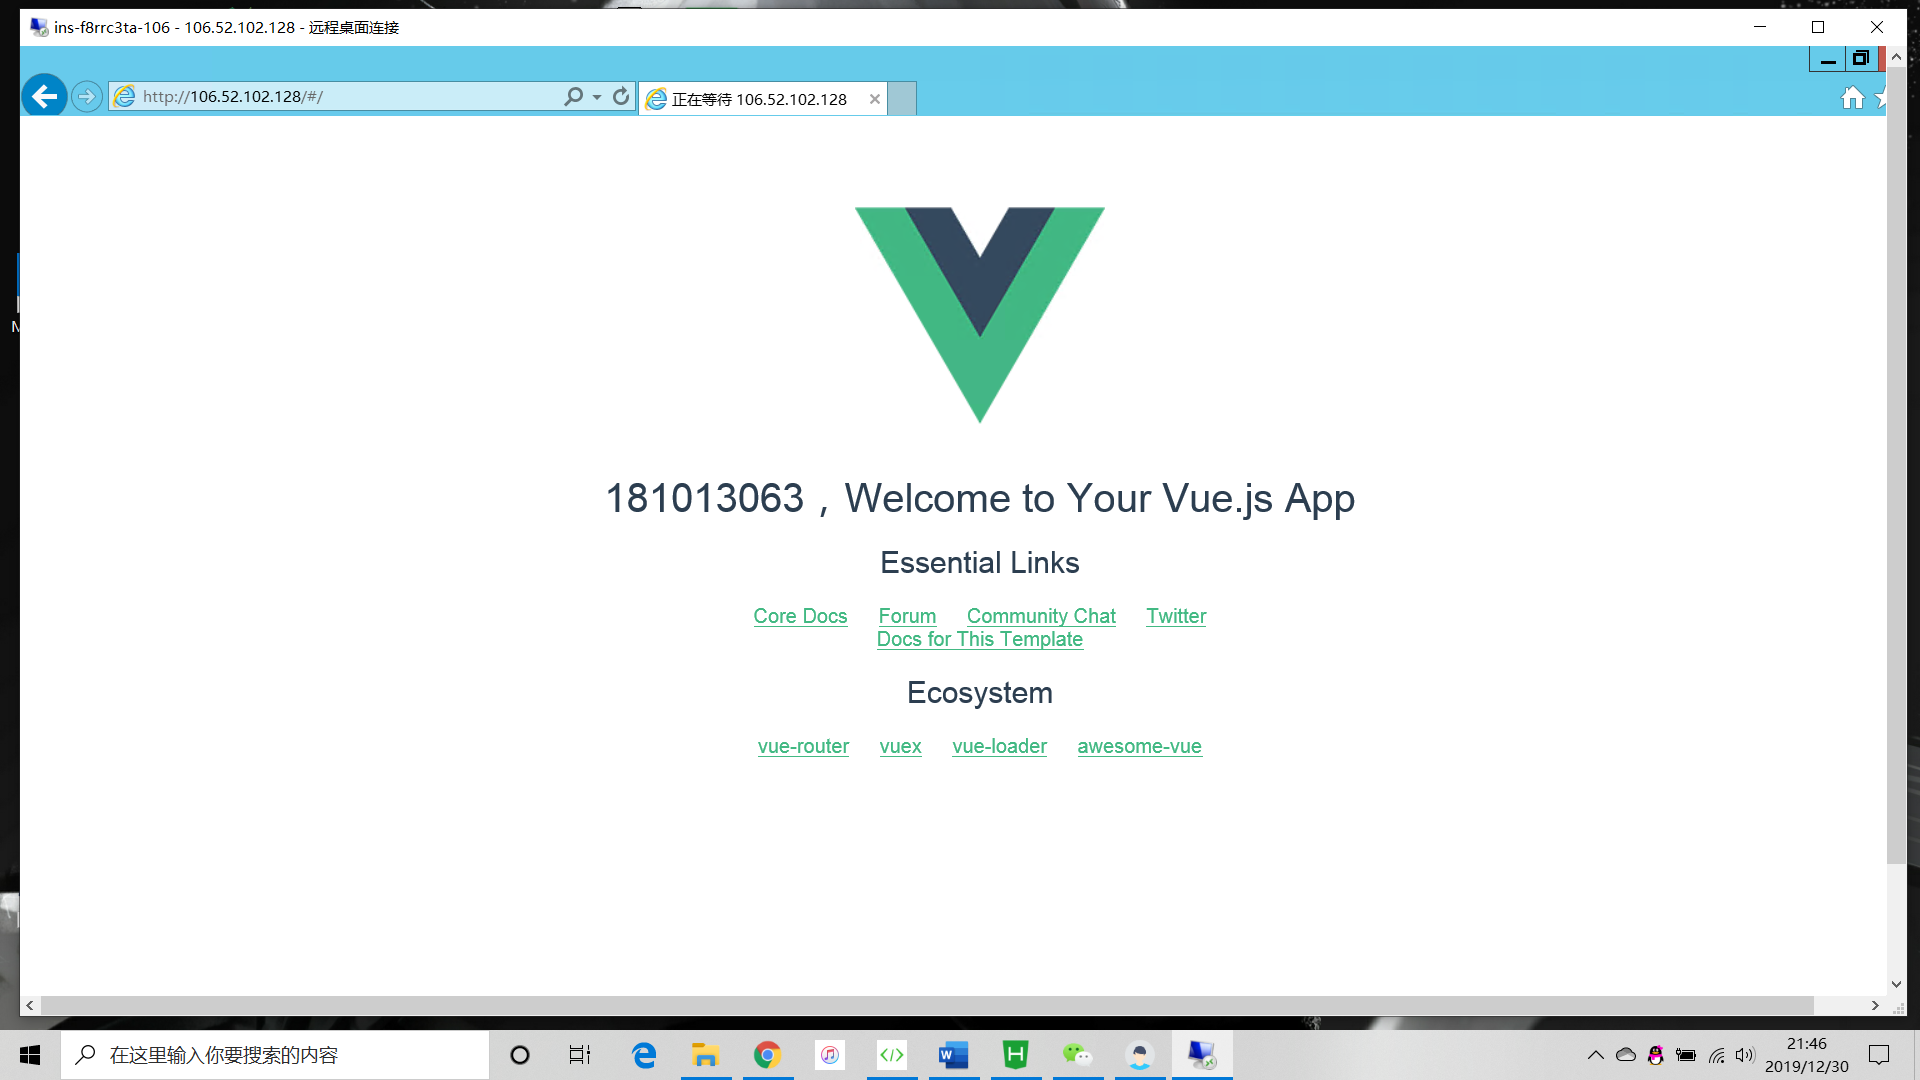 ins-f8rrc3ta-106 - 106.52.102.128 - 远程桌面连接
http://106.52.102.128/#/
正在等待 106.52.102.128
M
181013063，Welcome to Your Vue.js App
Essential Links
Core Docs Forum Community Chat Twitter
Docs for This Template
Ecosystem
vue-router vuex vue-loader awesome-vue
在这里输入你要搜索的内容
21:46
2019/12/30